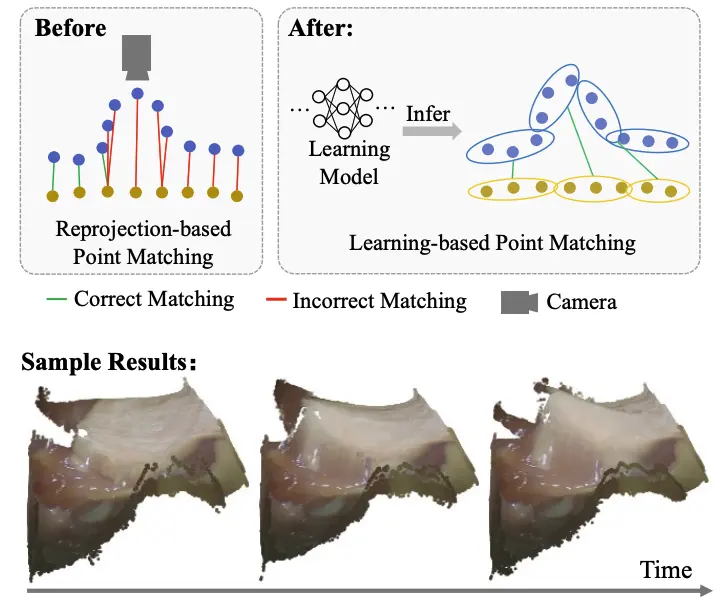 Before
Reprojection-based
Point Matching
After:
...
...
Learning
Model
Infer
Learning-based Point Matching
Correct Matching
Incorrect Matching
Camera
Sample Results：
Time